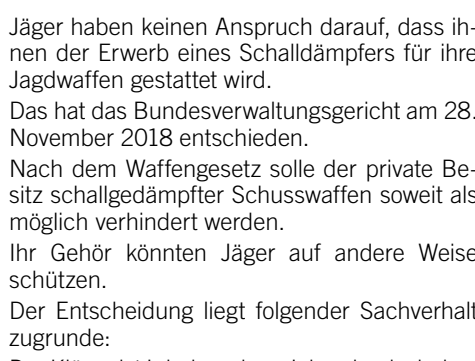 Jäger haben keinen Anspruch darauf, dass ih-
nen der Erwerb eines Schalldämpfers für ihre
Jagdwaffen gestattet wird.
Das hat das Bundesverwaltungsgericht am 28.
November 2018 entschieden.
Nach dem Waffengesetz solle der private Be-
sitz schallgedämpfter Schusswaffen soweit als
möglich verhindert werden.
Ihr Gehör könnten Jäger auf andere Weise
schützen.
Der Entscheidung liegt folgender Sachverhalt
zugrunde: